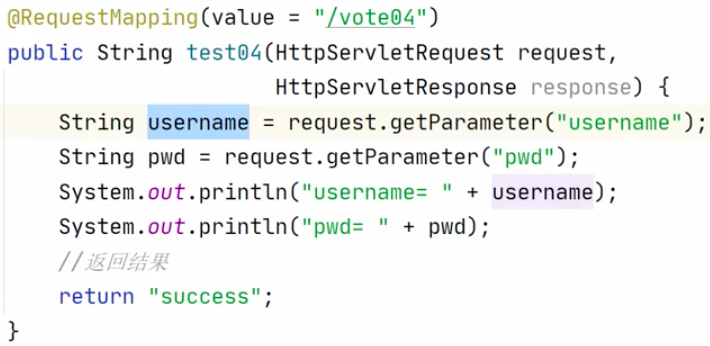 @RequestMapping(value = "/vote04")
public String test04(HttpServletRequest request,
                     HttpServletResponse response) {
    String username = request.getParameter("username");
    String pwd = request.getParameter("pwd");
    System.out.println("username= " + username);
    System.out.println("pwd= " + pwd);
    //返回结果
    return "success";
}